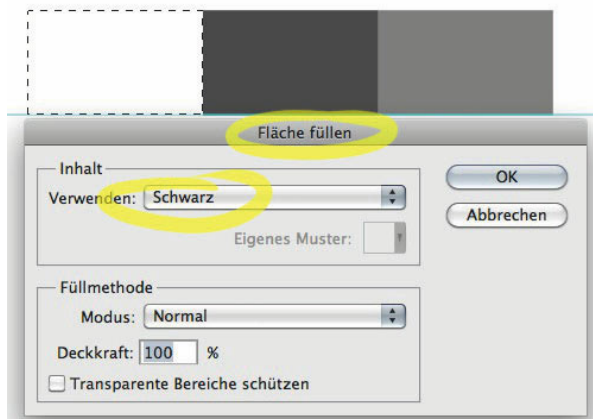 Fläche füllen
Inhalt
Verwenden: Schwarz
OK
Abbrechen
Eigenes Muster:
Füllmethode
Modus: Normal
Deckkraft: 100 %
Transparente Bereiche schützen